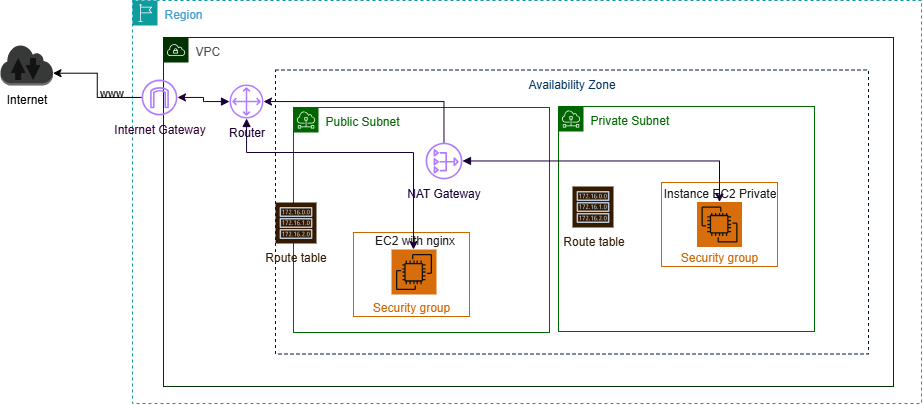 Region
VPC
Availability Zone
Internet
www
Internet Gateway
Router
Public Subnet
Private Subnet
NAT Gateway
Instance EC2 Private
172.16.0.0
172.16.1.0
172.16.2.0
Route table
172.16.0.0
172.16.1.0
172.16.2.0
Route table
EC2 with nginx
Security group
Security group